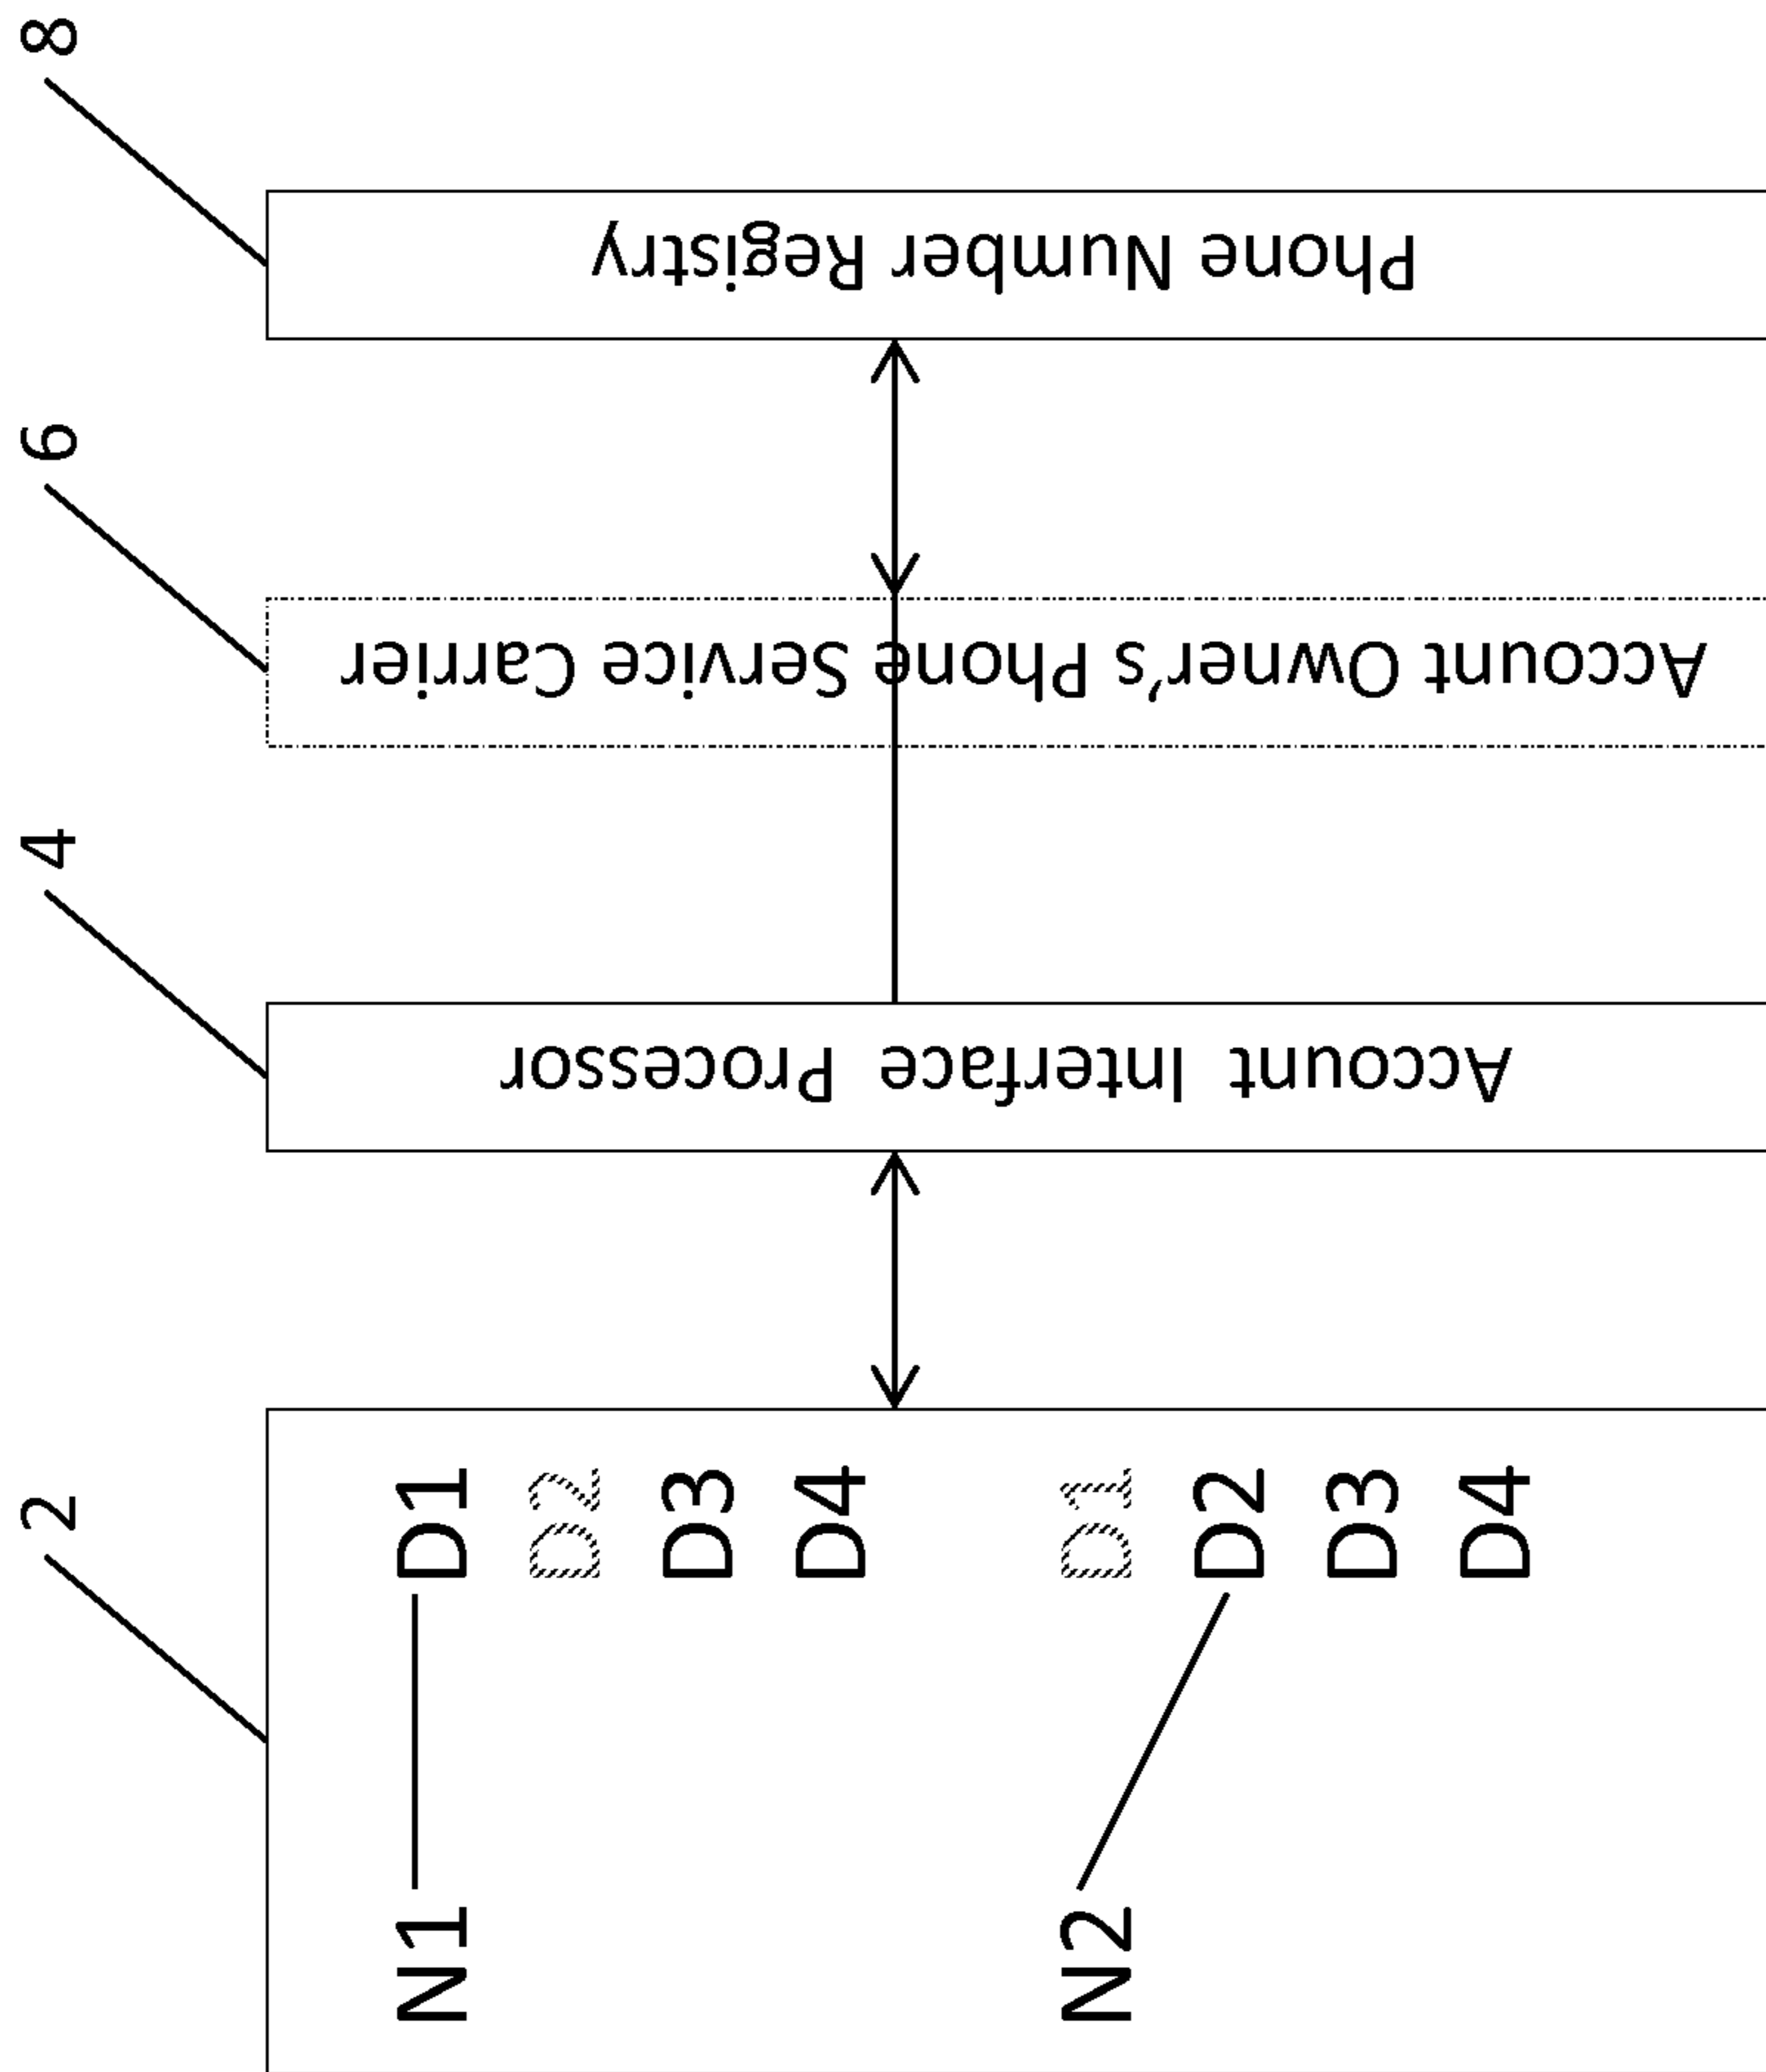 2
4
6
8
N1 D1
D2
D3
D4
N2 D1
D2
D3
D4
Account Interface Processor
Account Owner's Phone Service Carrier
Phone Number Registry